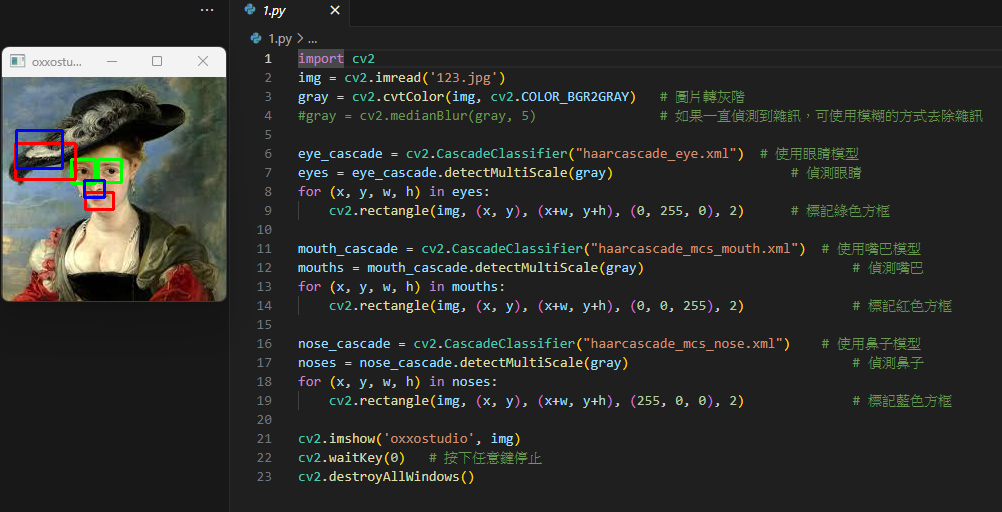 ...
1.py ×
1.py > ...
oxxostu...
1 import cv2
2 img = cv2.imread('123.jpg')
3 gray = cv2.cvtColor(img, cv2.COLOR_BGR2GRAY)   # 圖片轉灰階
4 #gray = cv2.medianBlur(gray, 5)                # 如果一直偵測到雜訊，可使用模糊的方式去除雜訊
5
6 eye_cascade = cv2.CascadeClassifier("haarcascade_eye.xml")  # 使用眼睛模型
7 eyes = eye_cascade.detectMultiScale(gray)                       # 偵測眼睛
8 for (x, y, w, h) in eyes:
9     cv2.rectangle(img, (x, y), (x+w, y+h), (0, 255, 0), 2)      # 標記綠色方框
10
11 mouth_cascade = cv2.CascadeClassifier("haarcascade_mcs_mouth.xml")  # 使用嘴巴模型
12 mouths = mouth_cascade.detectMultiScale(gray)                           # 偵測嘴巴
13 for (x, y, w, h) in mouths:
14     cv2.rectangle(img, (x, y), (x+w, y+h), (0, 0, 255), 2)              # 標記紅色方框
15
16 nose_cascade = cv2.CascadeClassifier("haarcascade_mcs_nose.xml")    # 使用鼻子模型
17 noses = nose_cascade.detectMultiScale(gray)                             # 偵測鼻子
18 for (x, y, w, h) in noses:
19     cv2.rectangle(img, (x, y), (x+w, y+h), (255, 0, 0), 2)              # 標記藍色方框
20
21 cv2.imshow('oxxostudio', img)
22 cv2.waitKey(0)   # 按下任意鍵停止
23 cv2.destroyAllWindows()